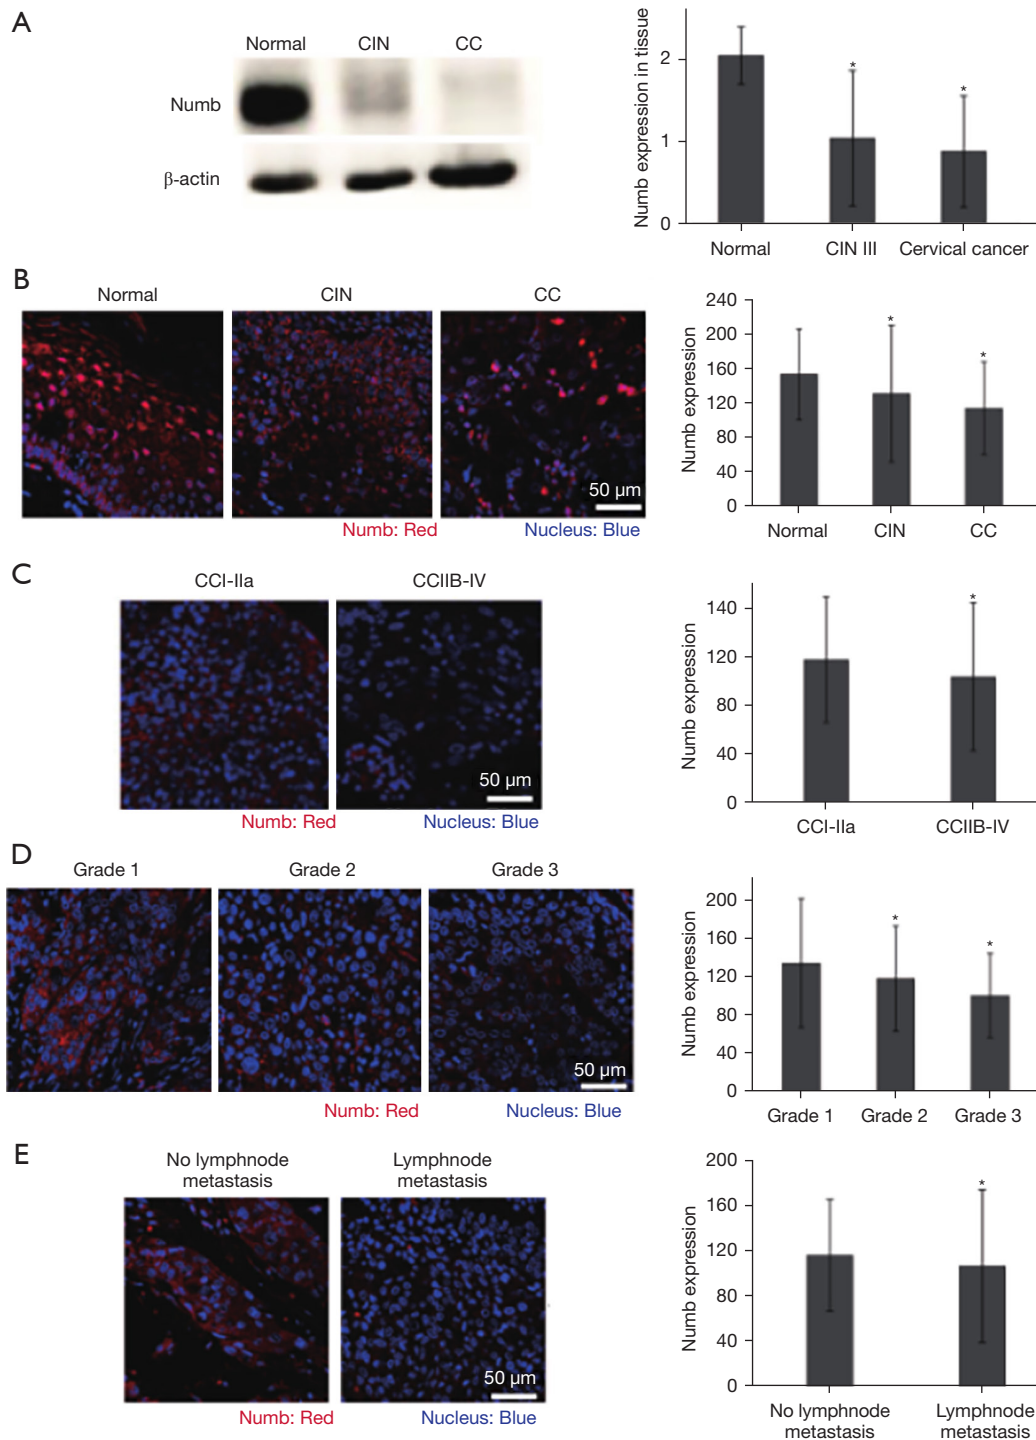 A
Normal CIN CC
Numb
β-actin
Numb expression in tissue
2
1
0
* *
Normal CIN III Cervical cancer
B
Normal CIN CC
50 µm
Numb: Red Nucleus: Blue
Numb expression
240
200
160
120
80
40
0
* *
Normal CIN CC
C
CCI-IIa CCIIB-IV
50 µm
Numb: Red Nucleus: Blue
Numb expression
140
120
80
40
0
*
CCI-IIa CCIIB-IV
D
Grade 1 Grade 2 Grade 3
50 µm
Numb: Red Nucleus: Blue
Numb expression
200
160
120
80
40
0
* *
Grade 1 Grade 2 Grade 3
E
No lymphnode
metastasis
Lymphnode
metastasis
50 µm
Numb: Red Nucleus: Blue
Numb expression
200
160
120
80
40
0
*
No lymphnode
metastasis
Lymphnode
metastasis